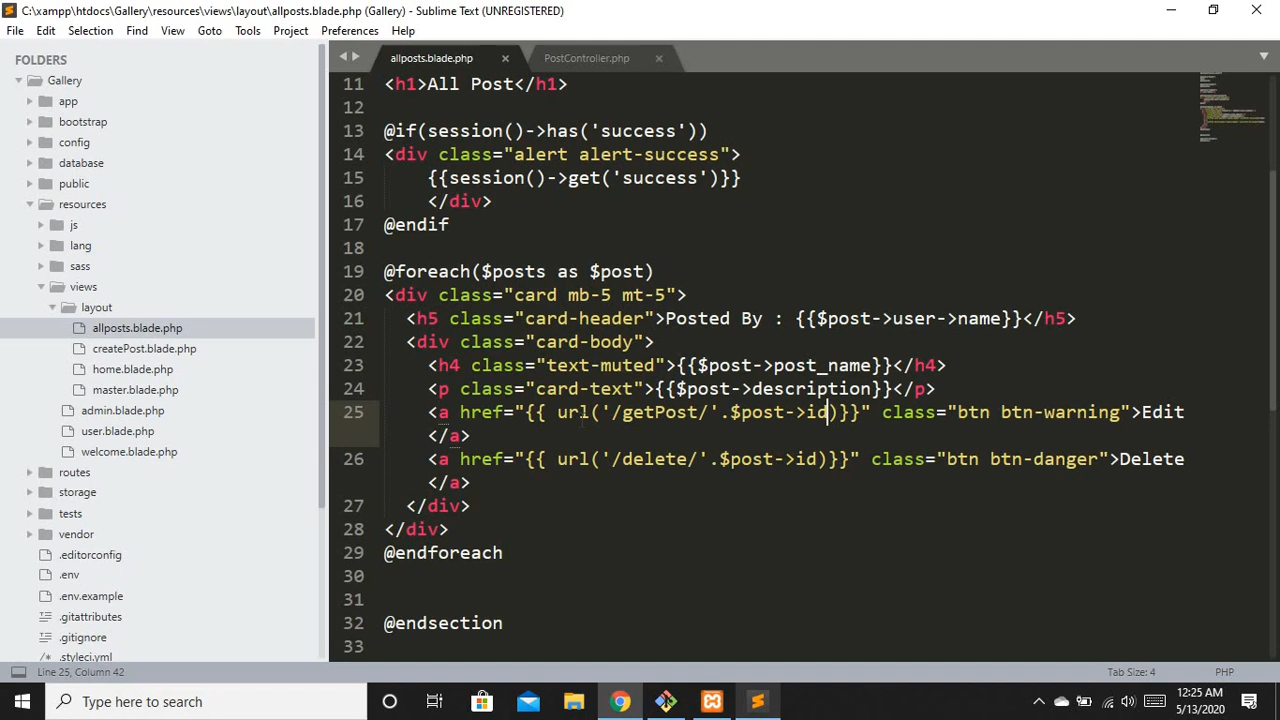 C:\xampp\htdocs\Gallery\resources\views\layout\allposts.blade.php (Gallery) - Sublime Text (UNREGISTERED)
File Edit Selection Find View Goto Tools Project Preferences Help
FOLDERS
Gallery
app
bootstrap
config
database
public
resources
js
lang
sass
views
layout
allposts.blade.php
createPost.blade.php
home.blade.php
master.blade.php
admin.blade.php
user.blade.php
welcome.blade.php
routes
storage
tests
vendor
.editorconfig
.env
.env.example
.gitattributes
.gitignore
.styleci.yml
allposts.blade.php PostController.php
11 <h1>All Post</h1>
12
13 @if(session()->has('success'))
14 <div class="alert alert-success">
15 {{session()->get('success')}}
16 </div>
17 @endif
18
19 @foreach($posts as $post)
20 <div class="card mb-5 mt-5">
21 <h5 class="card-header">Posted By : {{$post->user->name}}</h5>
22 <div class="card-body">
23 <h4 class="text-muted">{{$post->post_name}}</h4>
24 <p class="card-text">{{$post->description}}</p>
25 <a href="{{ url('/getPost/'.$post->id)}}" class="btn btn-warning">Edit
</a>
26 <a href="{{ url('/delete/'.$post->id)}}" class="btn btn-danger">Delete
</a>
27 </div>
28 </div>
29 @endforeach
30
31
32 @endsection
33
Line 25, Column 42 Tab Size: 4 PHP
Type here to search
12:25 AM
5/13/2020